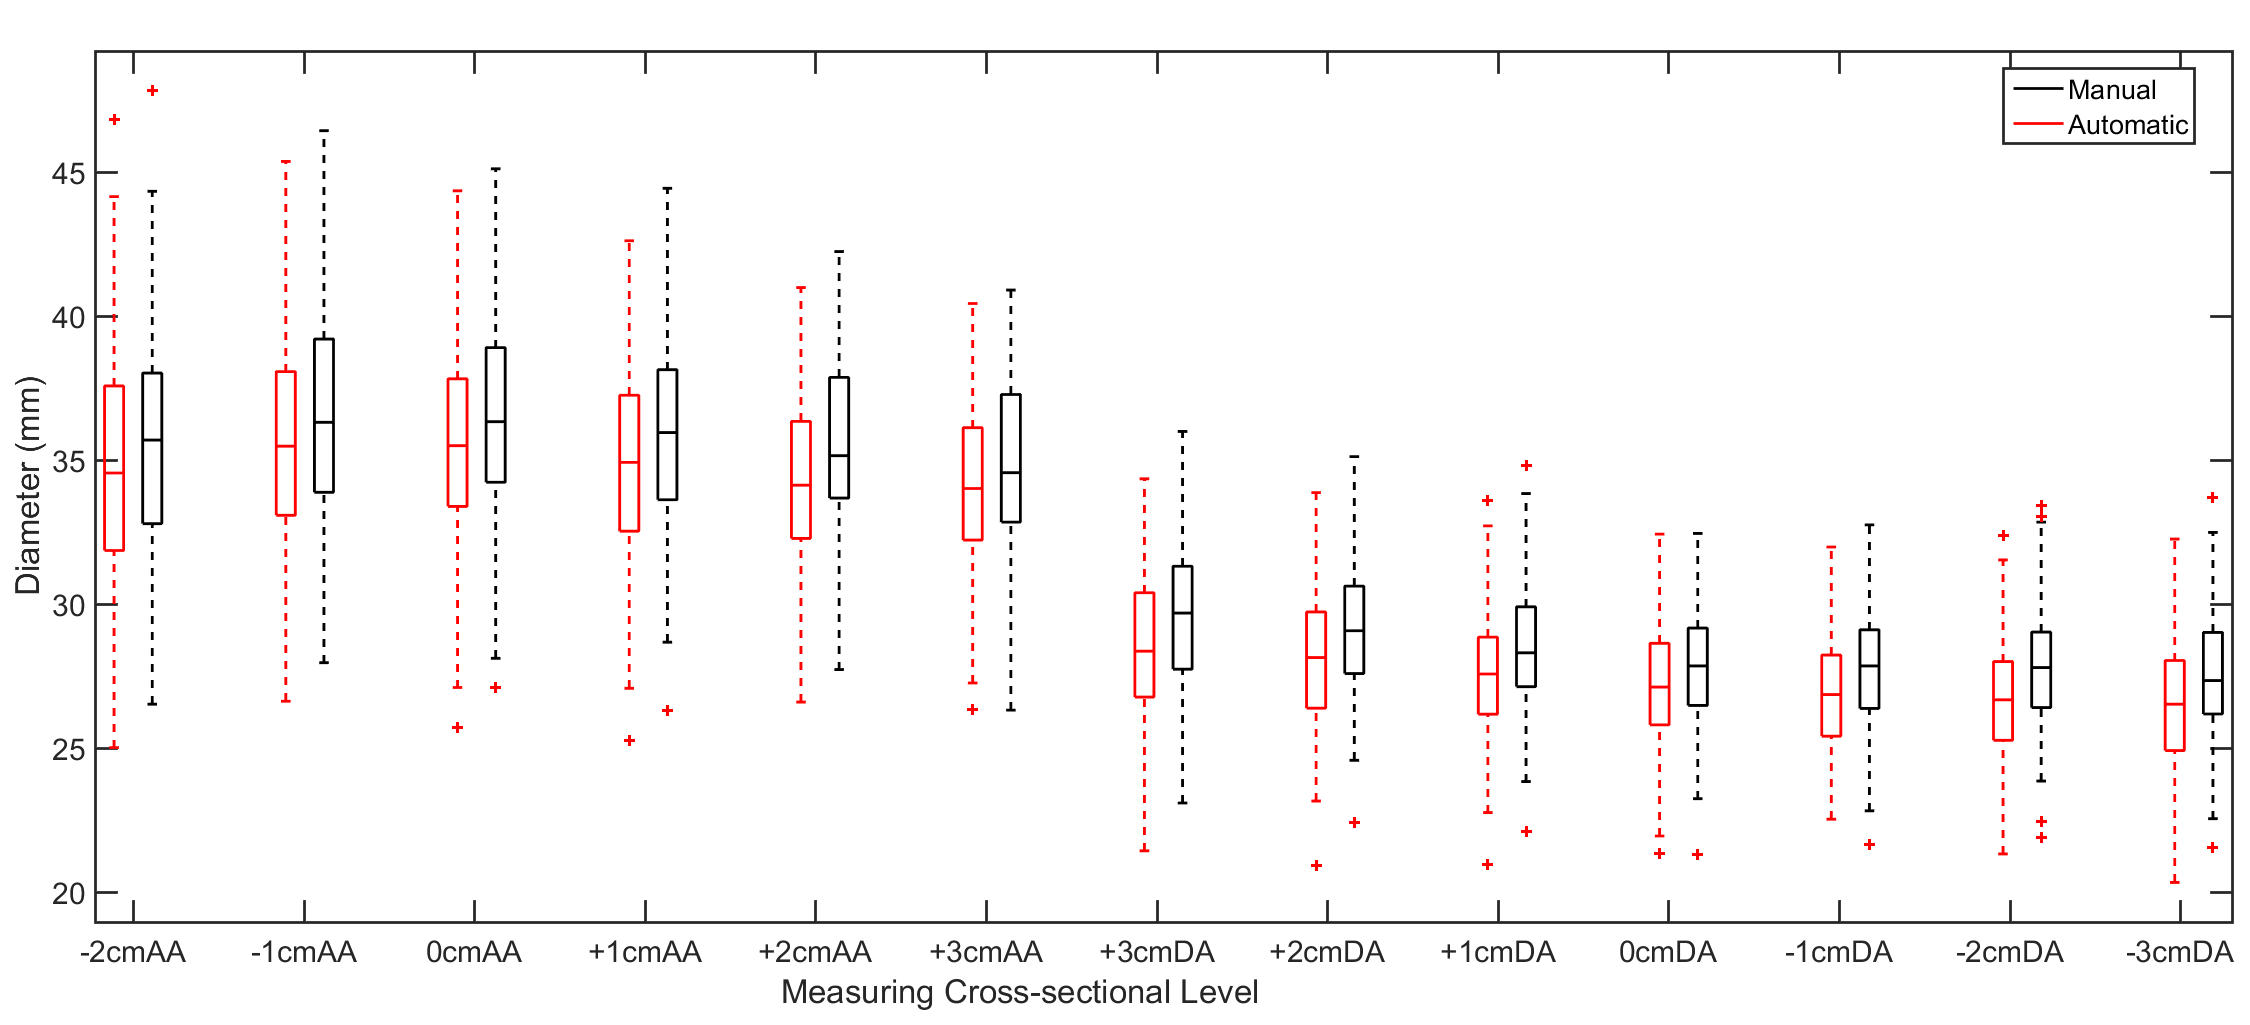 Manual
Automatic
Diameter (mm)
45
40
35
30
25
20
-2cmAA -1cmAA 0cmAA +1cmAA +2cmAA +3cmAA +3cmDA +2cmDA +1cmDA 0cmDA -1cmDA -2cmDA -3cmDA
Measuring Cross-sectional Level